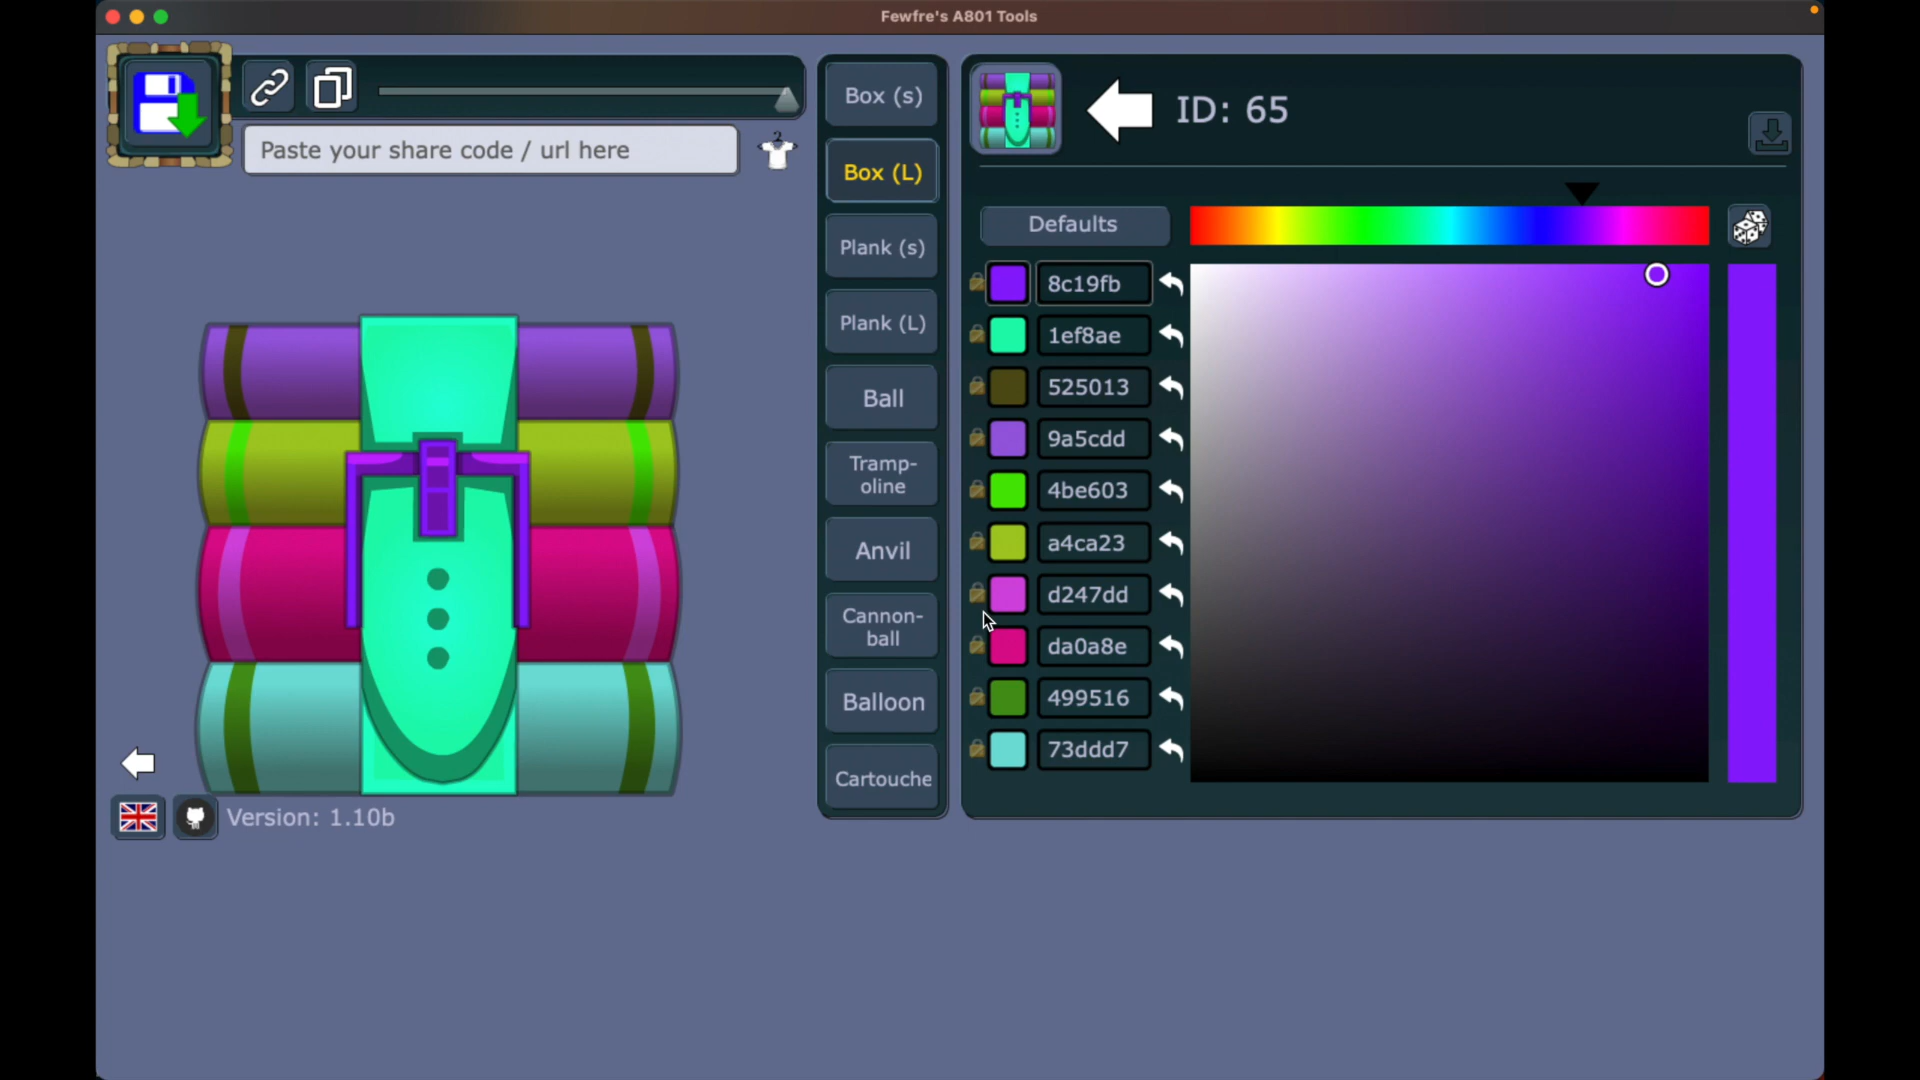 Fewfre's A801 Tools
Paste your share code / url here
2
Box (s)
Box (L)
Plank (s)
Plank (L)
Ball
Tramp-
oline
Anvil
Cannon-
ball
Balloon
Cartouche
ID: 65
Defaults
8c19fb
1ef8ae
525013
9a5cdd
4be603
a4ca23
d247dd
da0a8e
499516
73ddd7
Version: 1.10b